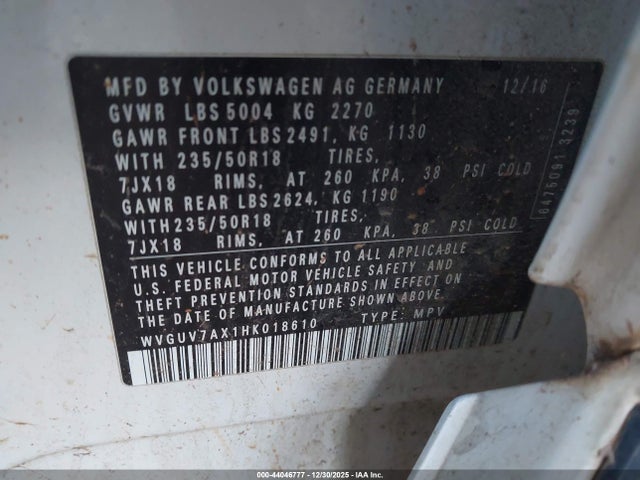 MFD BY VOLKSWAGEN AG GERMANY 12/16
GVWR LBS 5004 KG 2270
GAWR FRONT LBS 2491, KG 1130
WITH 235/50R18 TIRES,
7JX18 RIMS, AT 260 KPA, 38 PSI COLD
GAWR REAR LBS 2624, KG 1190
WITH 235/50R18 TIRES,
7JX18 RIMS, AT 260 KPA, 38 PSI COLD
THIS VEHICLE CONFORMS TO ALL APPLICABLE
U.S. FEDERAL MOTOR VEHICLE SAFETY AND
THEFT PREVENTION STANDARDS IN EFFECT ON
THE DATE OF MANUFACTURE SHOWN ABOVE.
WVGUV7AX1HK018610 TYPE: MPV
6475091 3239
000-44046777 - 12/30/2025 - IAA Inc.